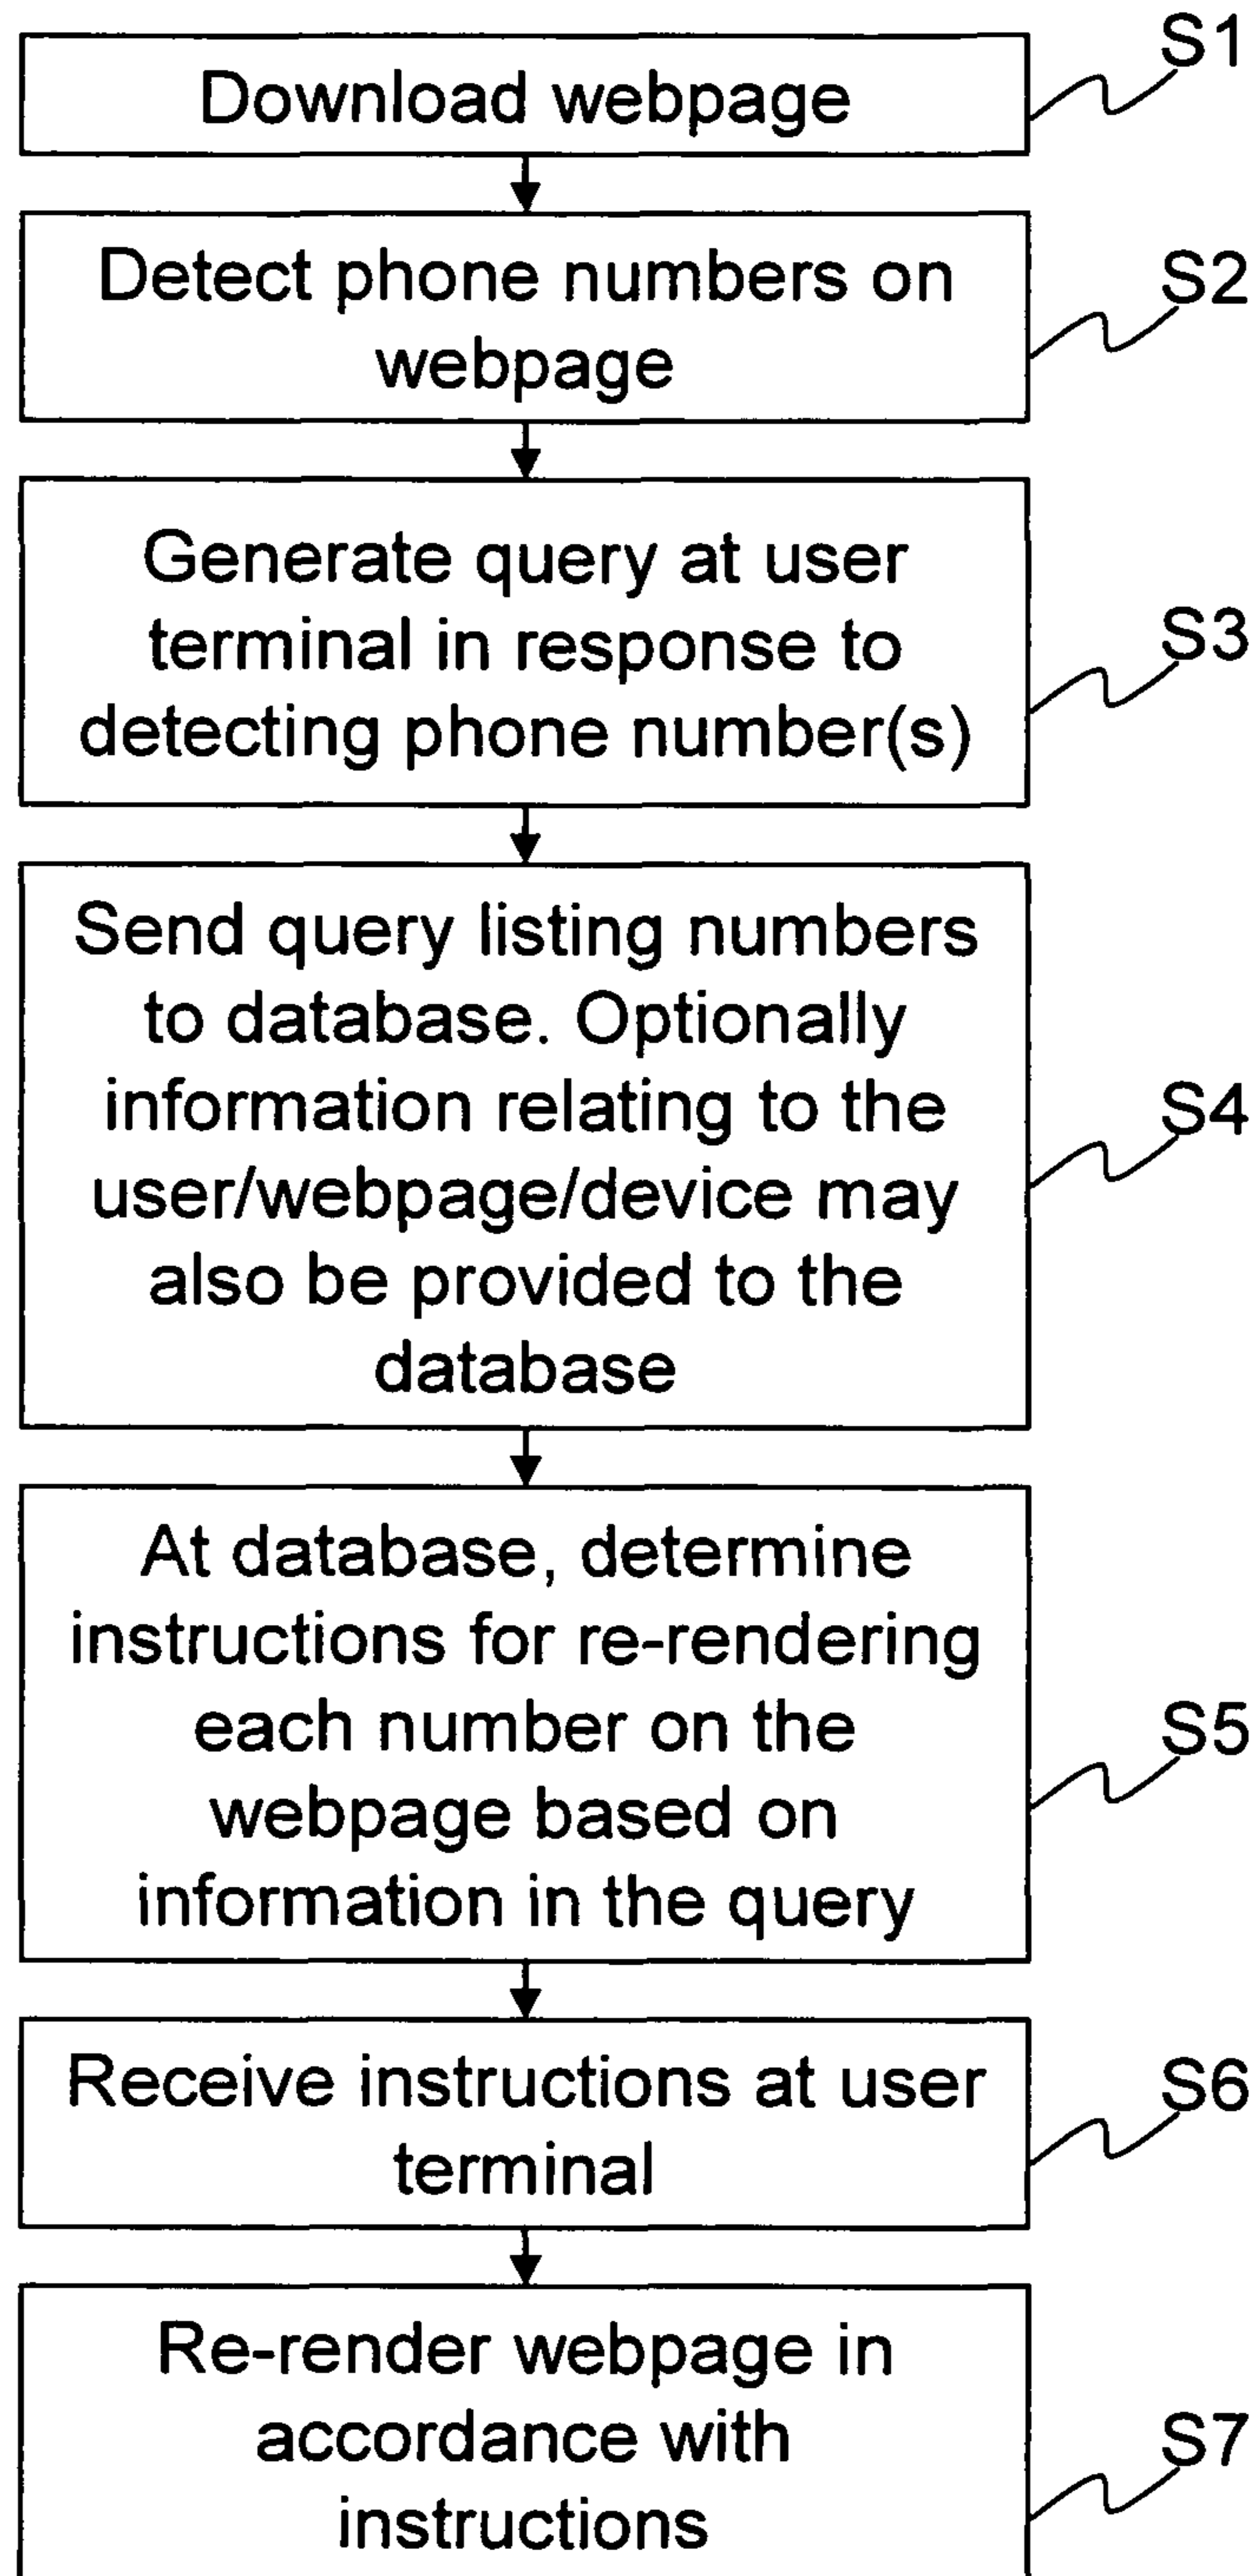 S1
Download webpage
S2
Detect phone numbers on
webpage
Generate query at user
terminal in response to
detecting phone number(s)
S3
Send query listing numbers
to database. Optionally
information relating to the
user/webpage/device may
also be provided to the
database
S4
At database, determine
instructions for re-rendering
each number on the
webpage based on
information in the query
S5
Receive instructions at user
terminal
S6
Re-render webpage in
accordance with
instructions
S7